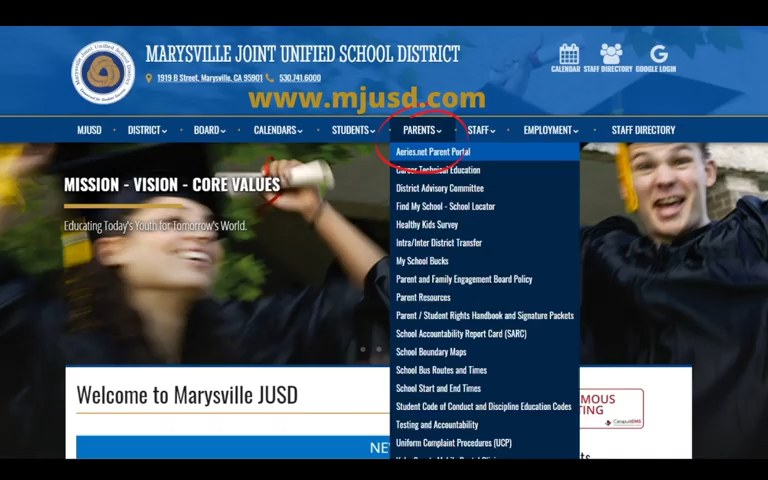 MARYSVILLE JOINT UNIFIED SCHOOL DISTRICT
1919 B Street, Marysville, CA 95901 530.741.6000
CALENDAR STAFF DIRECTORY GOOGLE LOGIN
www.mjusd.com
MJUSD DISTRICT BOARD CALENDARS STUDENTS PARENTS STAFF EMPLOYMENT STAFF DIRECTORY
Aeries.net Parent Portal
Career Technical Education
District Advisory Committee
Find My School - School Locator
Healthy Kids Survey
Intra/Inter District Transfer
My School Bucks
Parent and Family Engagement Board Policy
Parent Resources
Parent / Student Rights Handbook and Signature Packets
School Accountability Report Card (SARC)
School Boundary Maps
School Bus Routes and Times
School Start and End Times
Student Code of Conduct and Discipline Education Codes
Testing and Accountability
Uniform Complaint Procedures (UCP)
MISSION - VISION - CORE VALUES
Educating Today's Youth for Tomorrow's World.
Welcome to Marysville JUSD
NE
MOUS
TING
CatapultEMS
ts